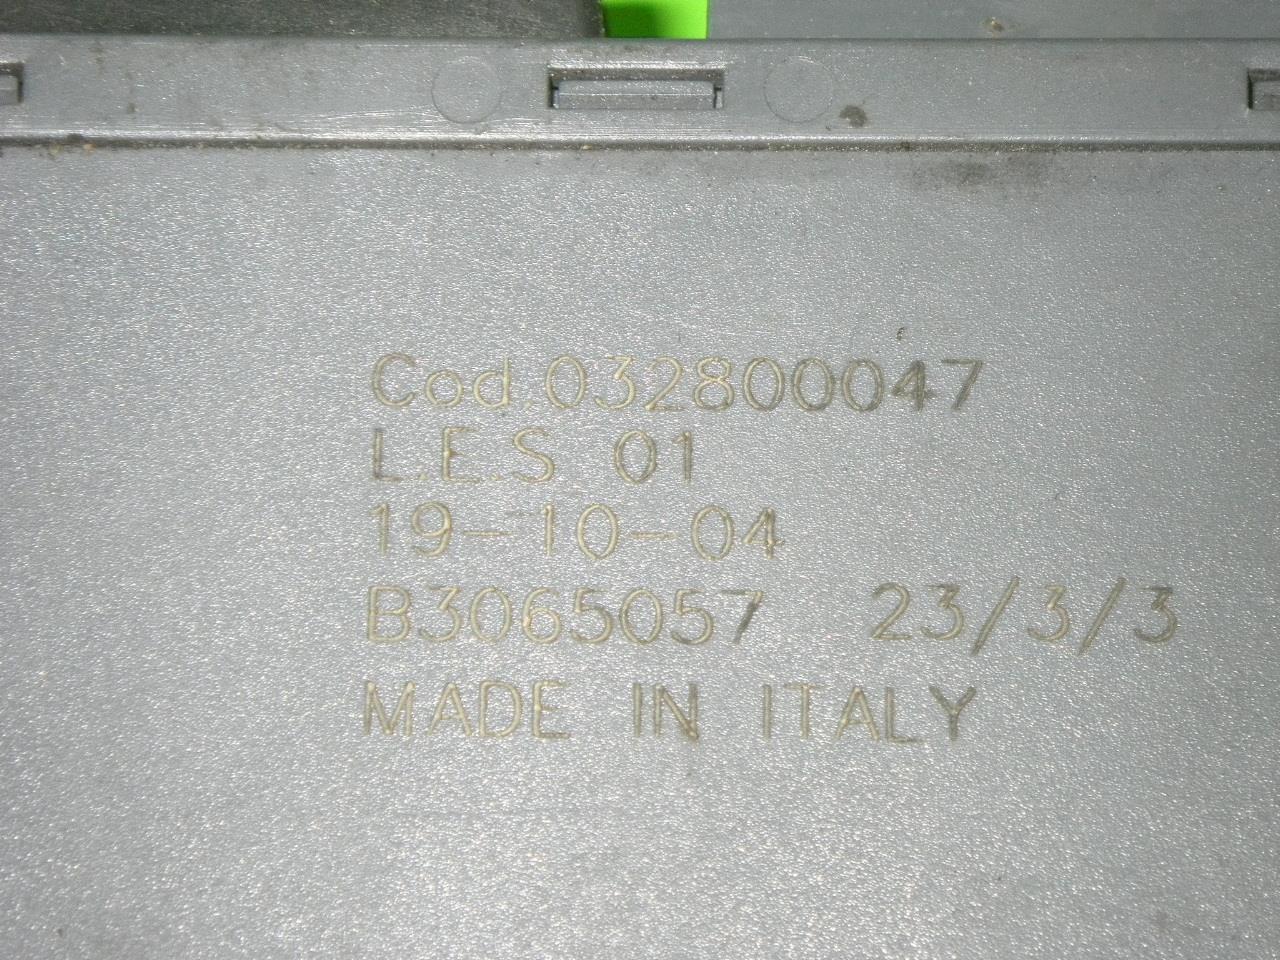 Cod.032800047
L.E.S 01
19-10-04
B3065057 23/3/3
MADE IN ITALY